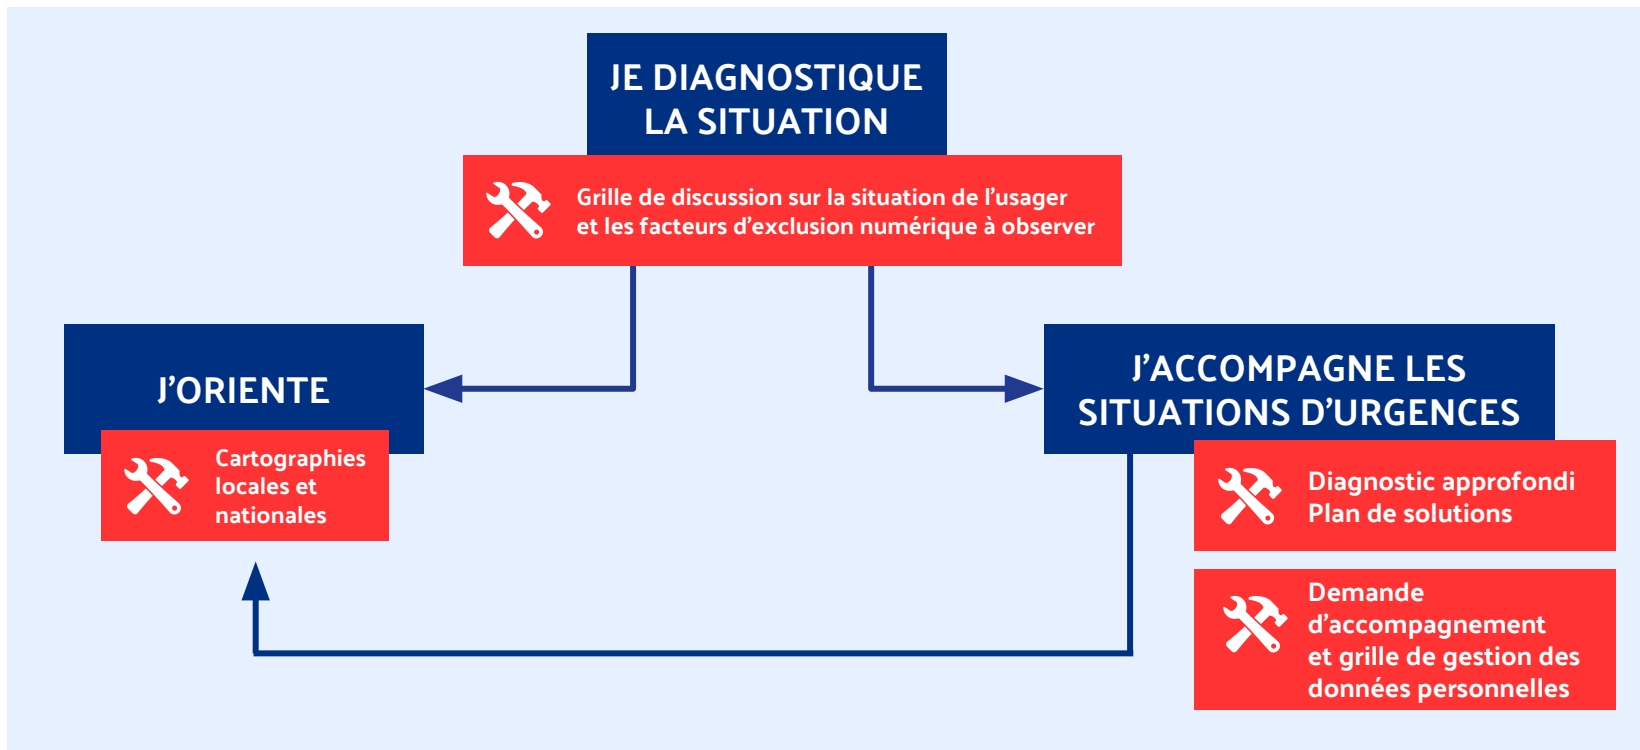 JE DIAGNOSTIQUE
LA SITUATION
Grille de discussion sur la situation de l'usager
et les facteurs d'exclusion numérique à observer
J'ORIENTE
Cartographies
locales et
nationales
J'ACCOMPAGNE LES
SITUATIONS D'URGENCES
Diagnostic approfondi
Plan de solutions
Demande
d'accompagnement
et grille de gestion des
données personnelles